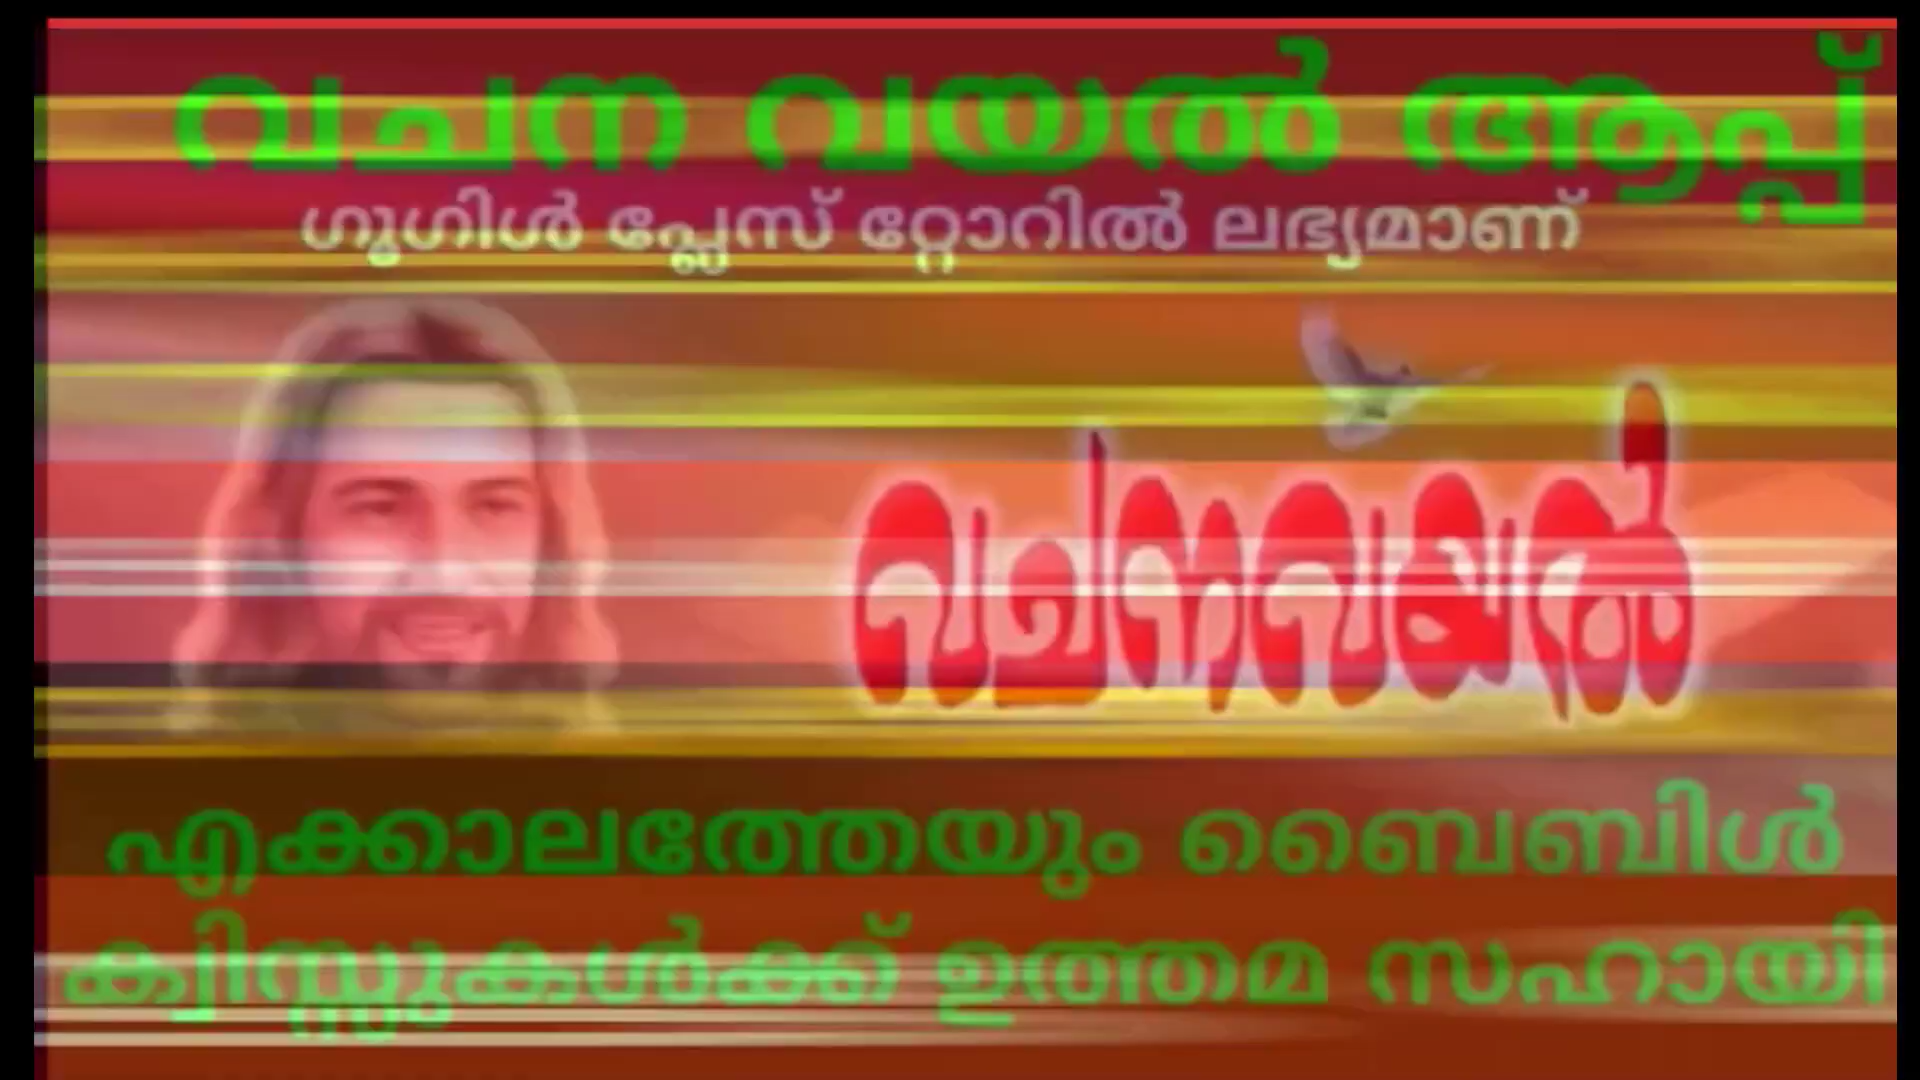 വചന വയൽ ആപ്പ്
ഗൂഗിൾ പ്ലേസ് റ്റോറിൽ ലഭ്യമാണ്
വചനവയൽ
എക്കാലത്തേയും ബൈബിൾ
ക്വിസ്സുകൾക്ക് ഉത്തമ സഹായി